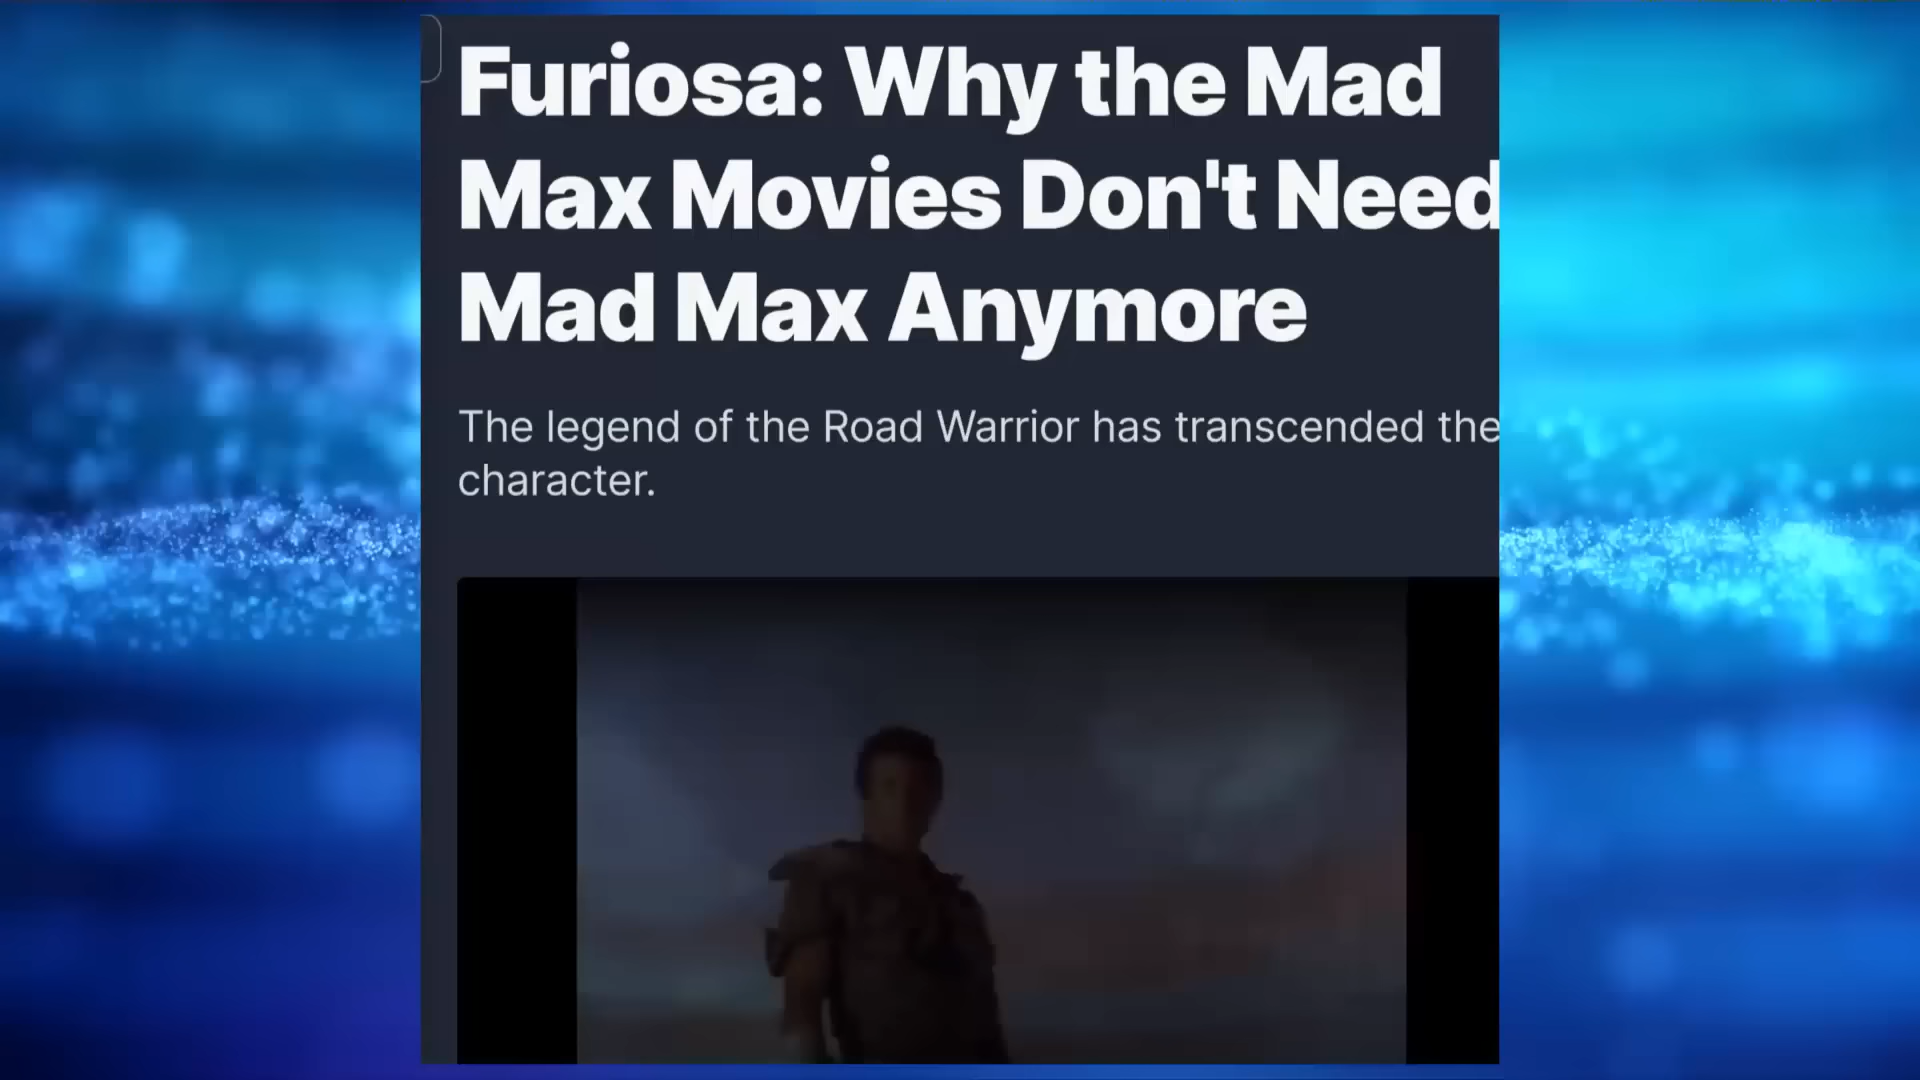 Furiosa: Why the Mad
Max Movies Don't Need
Mad Max Anymore
The legend of the Road Warrior has transcended the
character.